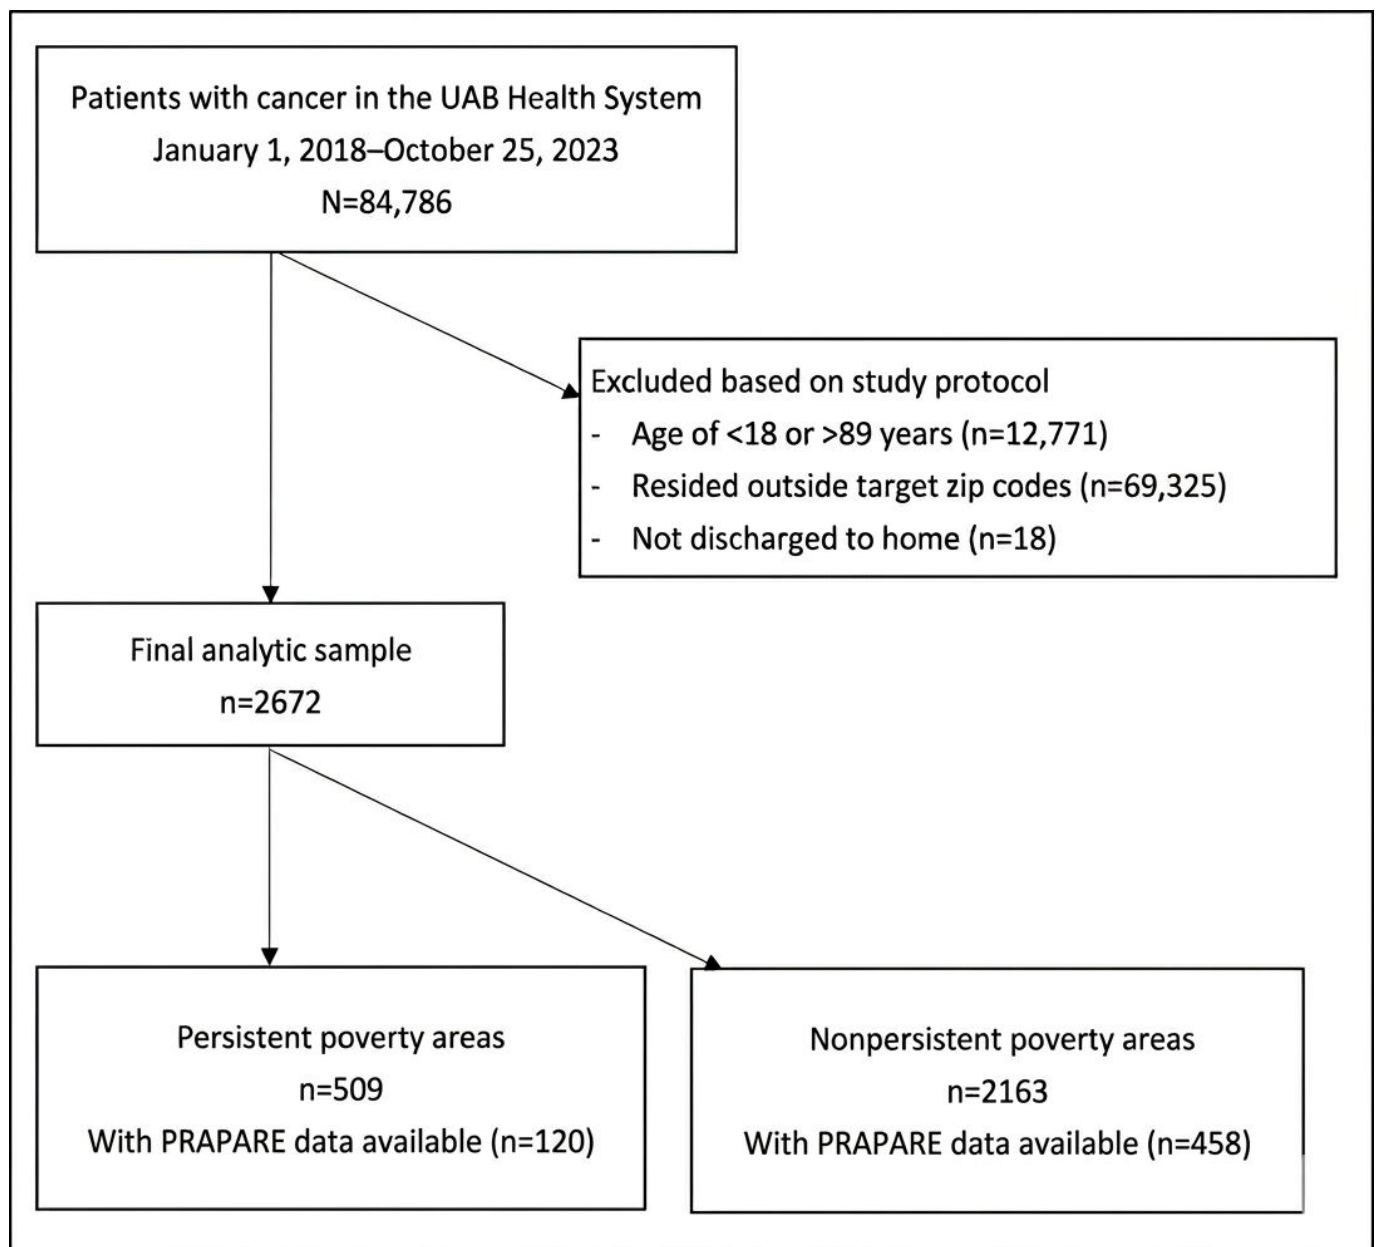 Patients with cancer in the UAB Health System
January 1, 2018–October 25, 2023
N=84,786
Excluded based on study protocol
- Age of <18 or >89 years (n=12,771)
- Resided outside target zip codes (n=69,325)
- Not discharged to home (n=18)
Final analytic sample
n=2672
Persistent poverty areas
n=509
With PRAPARE data available (n=120)
Nonpersistent poverty areas
n=2163
With PRAPARE data available (n=458)